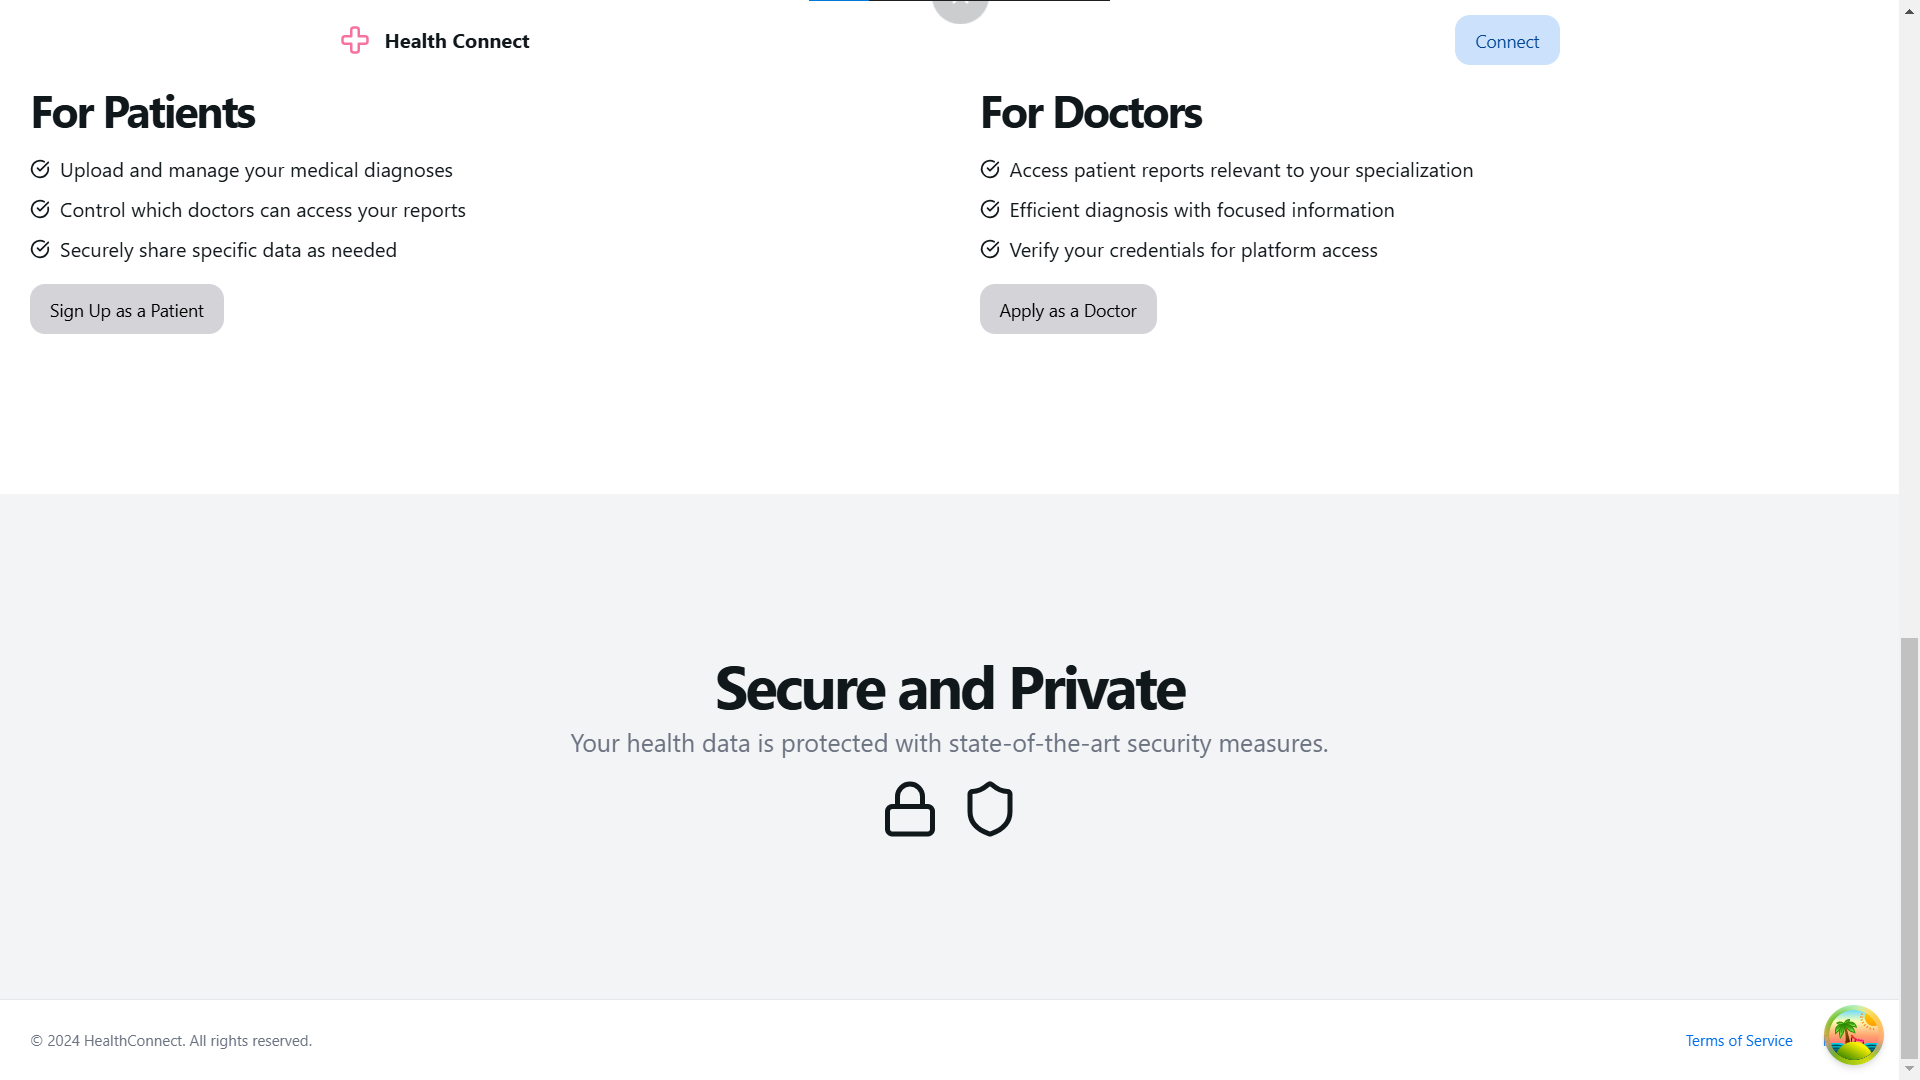 Health Connect
Connect
For Patients
Upload and manage your medical diagnoses
Control which doctors can access your reports
Securely share specific data as needed
Sign Up as a Patient
For Doctors
Access patient reports relevant to your specialization
Efficient diagnosis with focused information
Verify your credentials for platform access
Apply as a Doctor
Secure and Private
Your health data is protected with state-of-the-art security measures.
© 2024 HealthConnect. All rights reserved.
Terms of Service